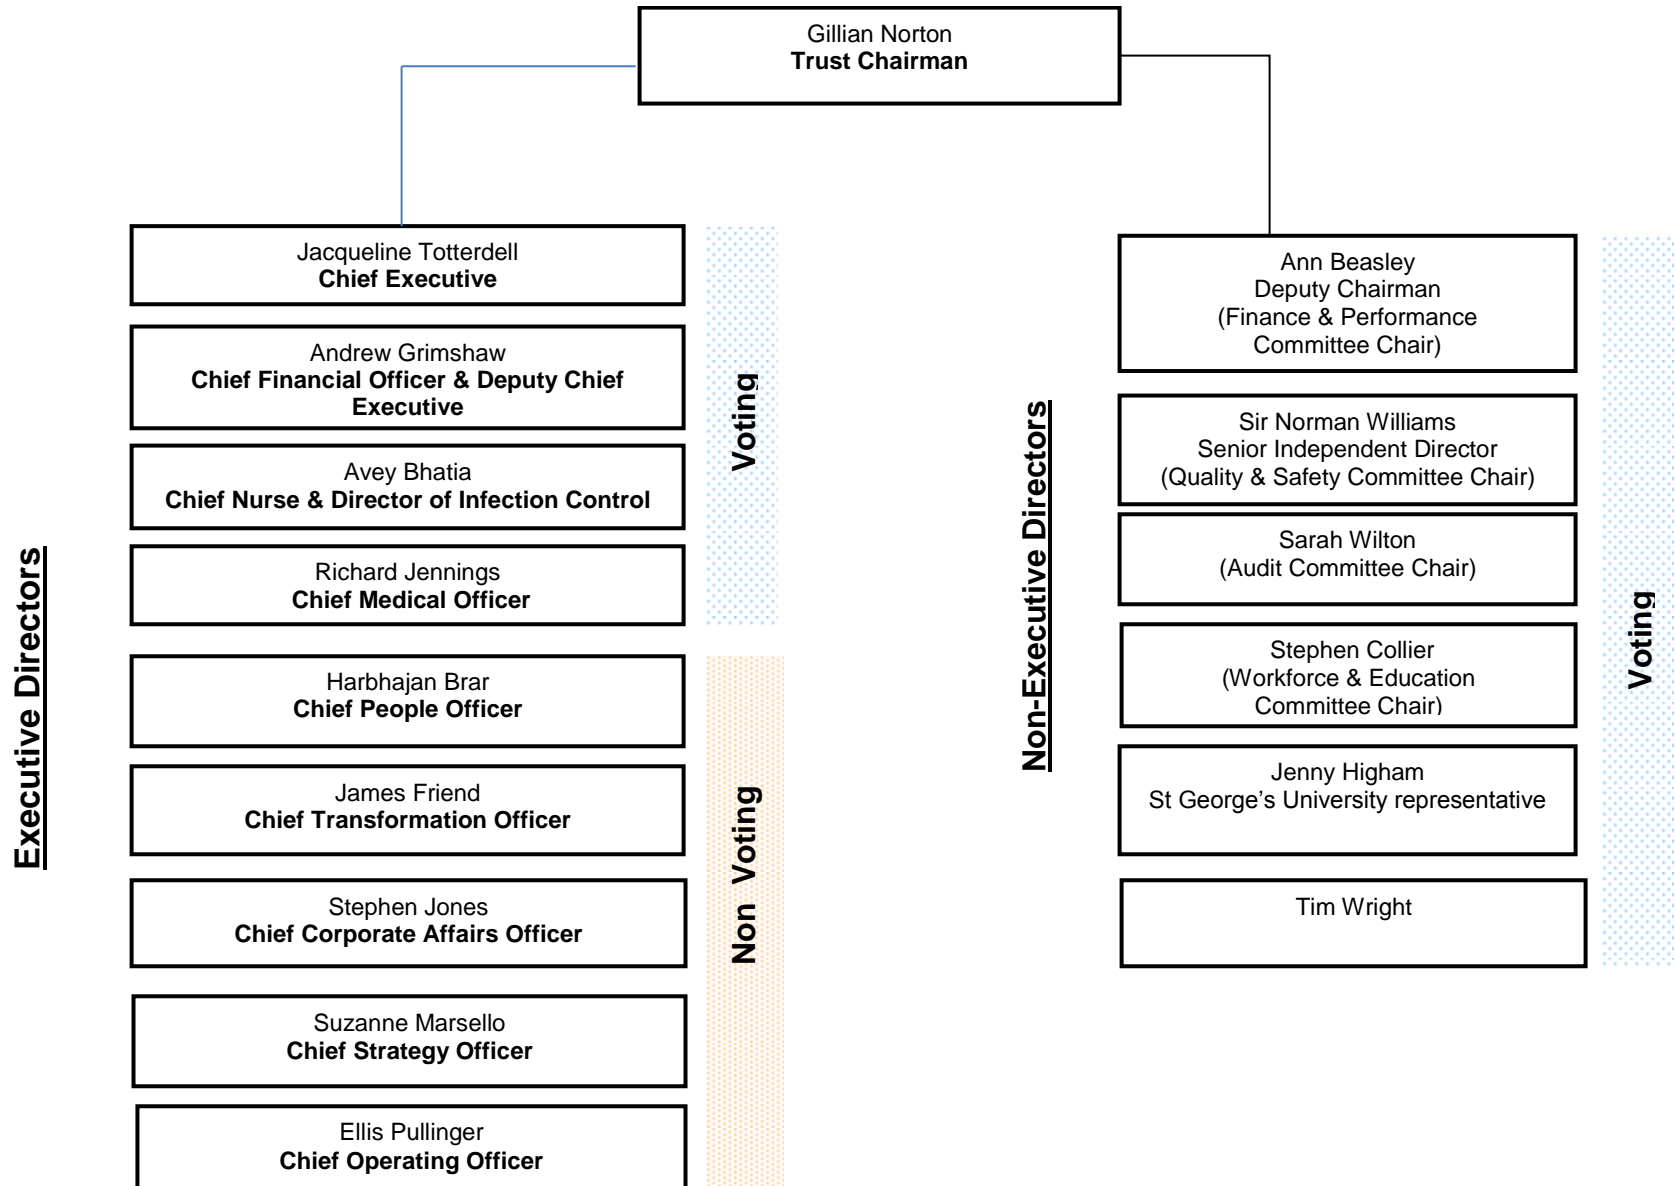 Gillian Norton
Trust Chairman
Executive Directors
Jacqueline Totterdell
Chief Executive
Andrew Grimshaw
Chief Financial Officer & Deputy Chief
Executive
Avey Bhatia
Chief Nurse & Director of Infection Control
Richard Jennings
Chief Medical Officer
Voting
Harbhajan Brar
Chief People Officer
James Friend
Chief Transformation Officer
Stephen Jones
Chief Corporate Affairs Officer
Suzanne Marsello
Chief Strategy Officer
Ellis Pullinger
Chief Operating Officer
Non Voting
Non-Executive Directors
Ann Beasley
Deputy Chairman
(Finance & Performance
Committee Chair)
Sir Norman Williams
Senior Independent Director
(Quality & Safety Committee Chair)
Sarah Wilton
(Audit Committee Chair)
Stephen Collier
(Workforce & Education
Committee Chair)
Jenny Higham
St George’s University representative
Tim Wright
Voting